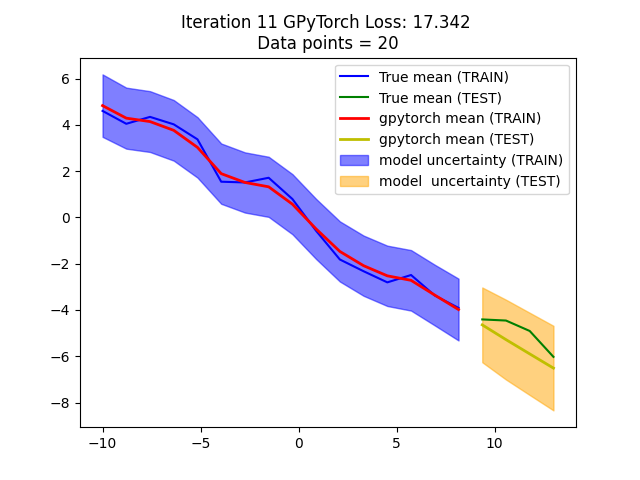 Iteration 11 GPyTorch Loss: 17.342
Data points = 20
True mean (TRAIN)
True mean (TEST)
gpytorch mean (TRAIN)
gpytorch mean (TEST)
model uncertainty (TRAIN)
model  uncertainty (TEST)
6
4
2
0
−2
−4
−6
−8
−10
−5
0
5
10